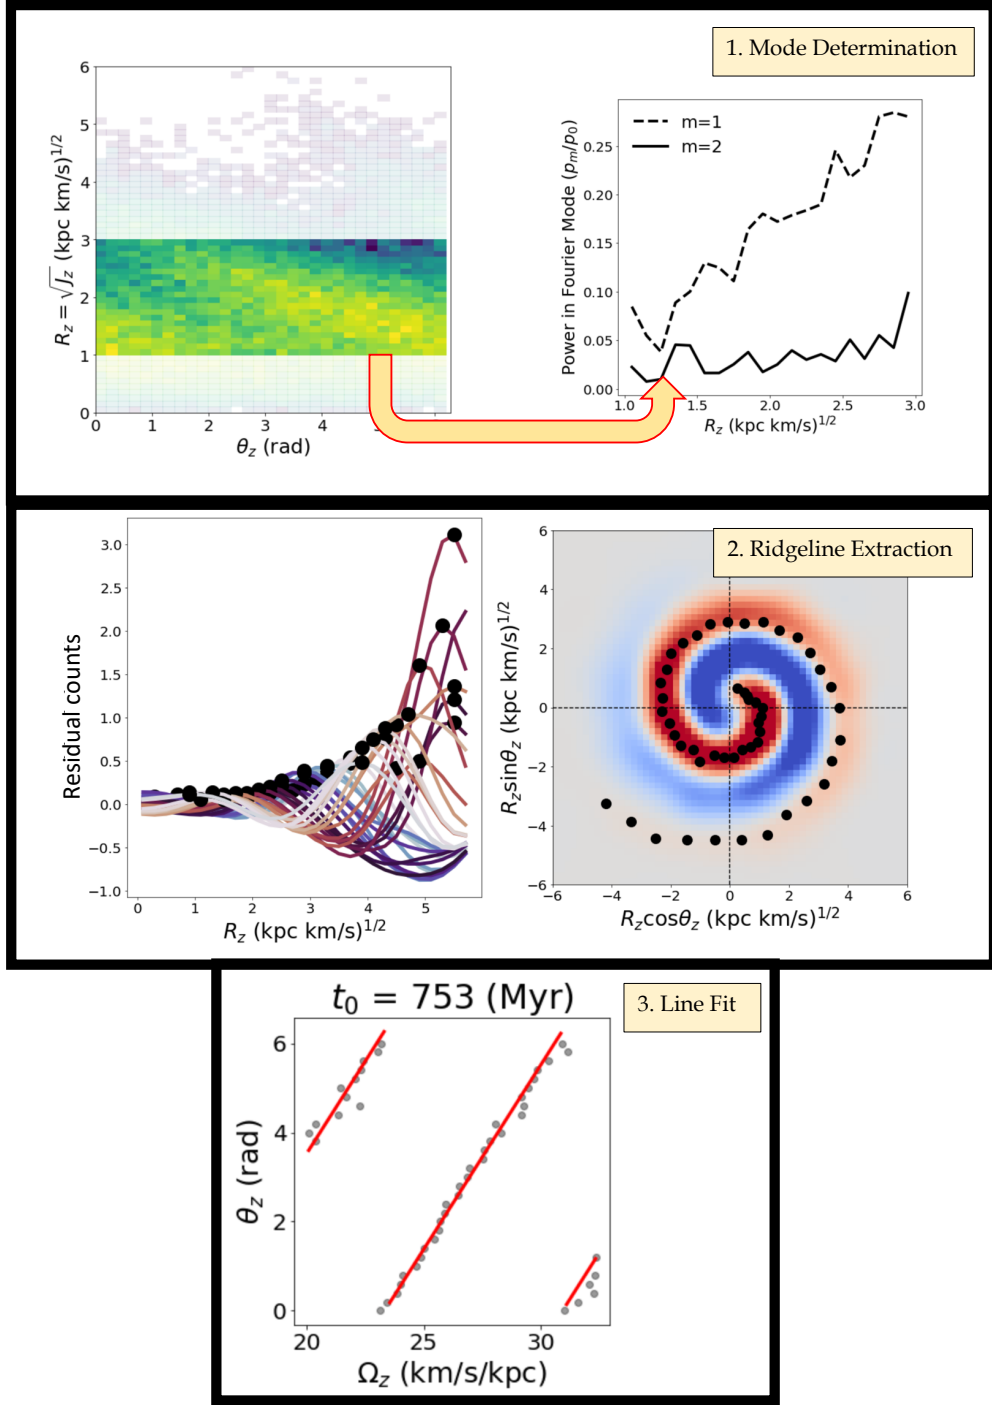 1. Mode Determination
6
5
4
3
2
1
0
R_z = √J_z (kpc km/s)^{1/2}
0 1 2 3 4
θ_z (rad)
m=1
m=2
0.25
0.20
0.15
0.10
0.05
0.00
Power in Fourier Mode (p_m/p_0)
1.0 1.5 2.0 2.5 3.0
R_z (kpc km/s)^{1/2}
2. Ridgeline Extraction
3.0
2.5
2.0
1.5
1.0
0.5
0.0
−0.5
−1.0
Residual counts
0 1 2 3 4 5
R_z (kpc km/s)^{1/2}
6
4
2
0
−2
−4
−6
R_z sinθ_z (kpc km/s)^{1/2}
−6 −4 −2 0 2 4 6
R_z cosθ_z (kpc km/s)^{1/2}
3. Line Fit
t_0 = 753 (Myr)
6
4
2
0
θ_z (rad)
20 25 30
Ω_z (km/s/kpc)